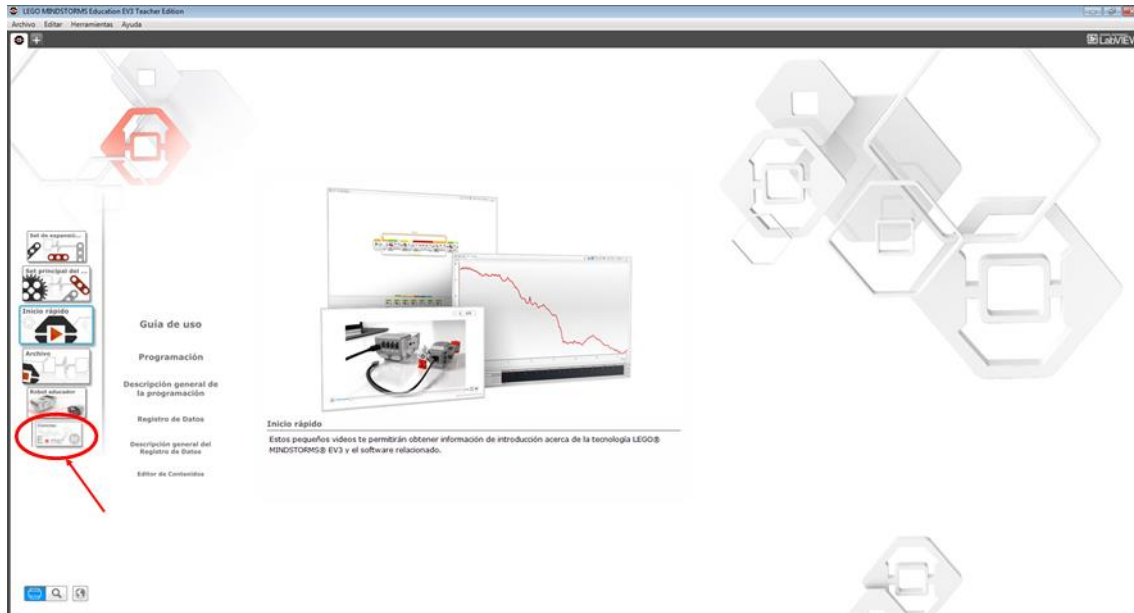 LEGO MINDSTORMS Education EV3 Teacher Edition
Archivo Editar Herramientas Ayuda
LabVIEW
Set de expansió...
Set principal del ...
Inicio rápido
Archivo
Robot educador
Ciencias
Guía de uso
Programación
Descripción general de
la programación
Registro de Datos
Descripción general del
Registro de Datos
Editor de Contenidos
Inicio rápido
Estos pequeños videos te permitirán obtener información de introducción acerca de la tecnología LEGO®
MINDSTORMS® EV3 y el software relacionado.